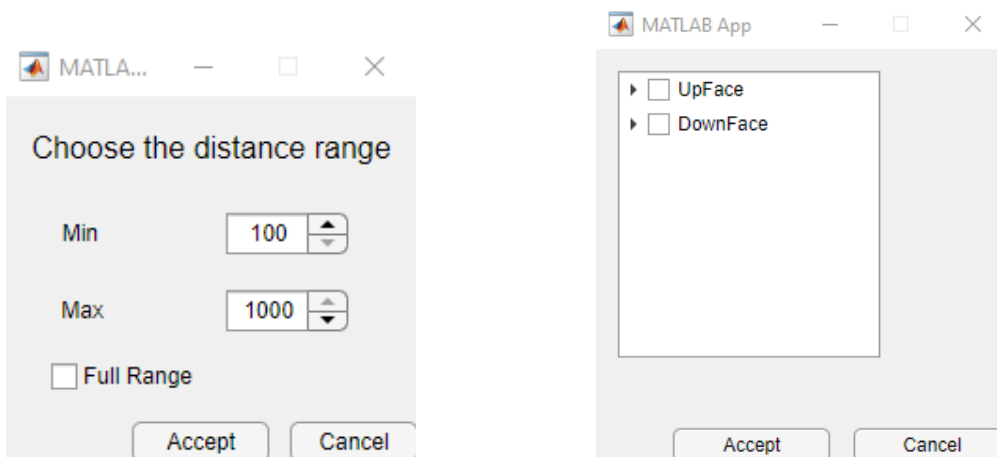 MATLA...
Choose the distance range
Min 100
Max 1000
Full Range
Accept Cancel
MATLAB App
UpFace
DownFace
Accept Cancel